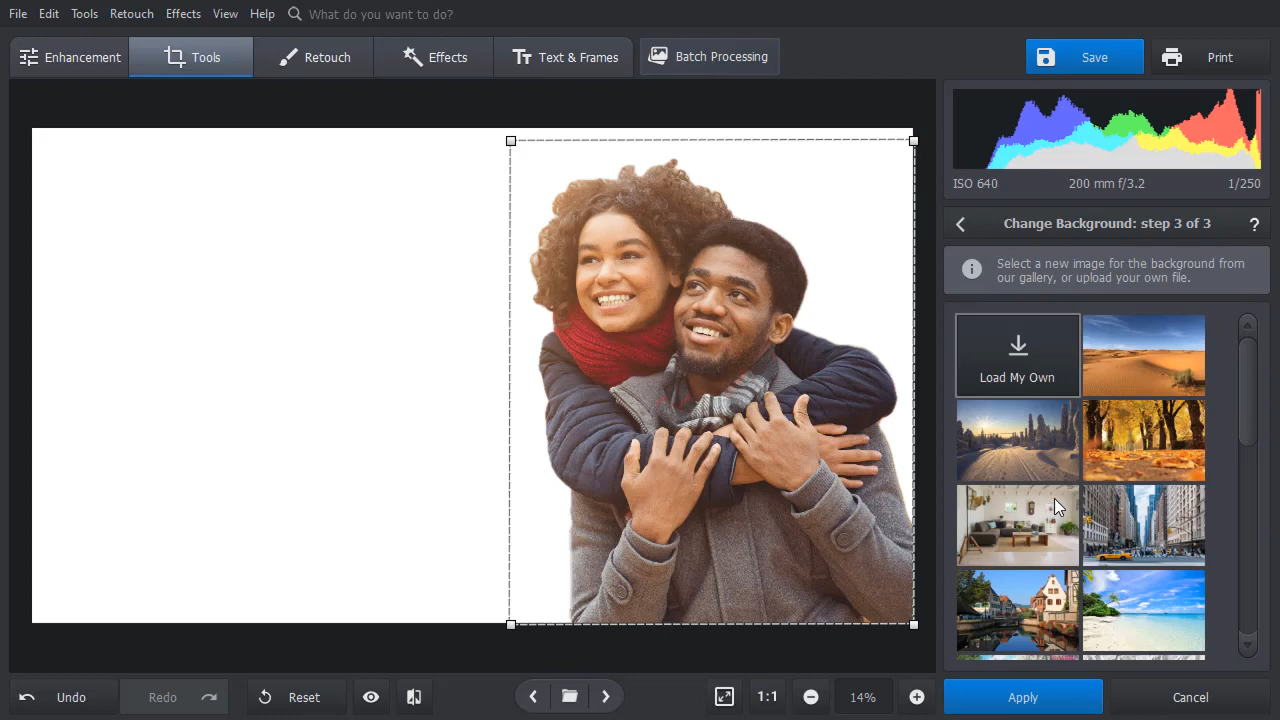 File Edit Tools Retouch Effects View Help What do you want to do?
Enhancement Tools Retouch Effects Text & Frames Batch Processing Save Print
ISO 640 200 mm f/3.2 1/250
Change Background: step 3 of 3 ?
Select a new image for the background from
our gallery, or upload your own file.
Load My Own
Undo Redo Reset 1:1 14% Apply Cancel